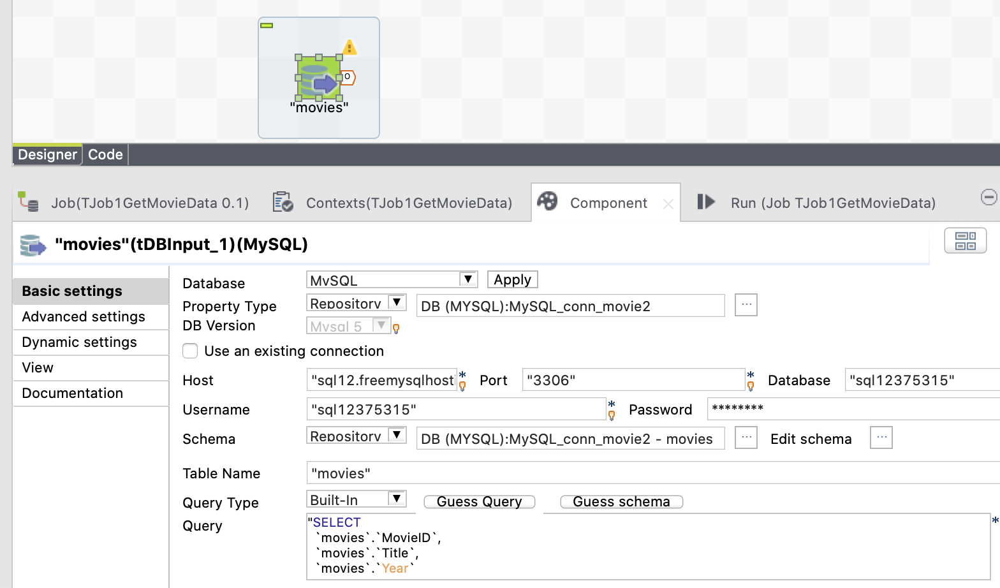 O
"movies"
Designer Code
Job(TJob1GetMovieData 0.1) Contexts(TJob1GetMovieData) Component Run (Job TJob1GetMovieData)
"movies"(tDBInput_1)(MySQL)
Basic settings
Advanced settings
Dynamic settings
View
Documentation
Database MySQL Apply
Property Type Repository DB (MYSQL):MySQL_conn_movie2 ...
DB Version Mysql 5
Use an existing connection
Host "sql12.freemysqlhosti * Port "3306" * Database "sql12375315"
Username "sql12375315" * Password ********
Schema Repository DB (MYSQL):MySQL_conn_movie2 - movies ... Edit schema ...
Table Name "movies"
Query Type Built-In Guess Query Guess schema
Query "SELECT *
`movies`.`MovieID`,
`movies`.`Title`,
`movies`.`Year`